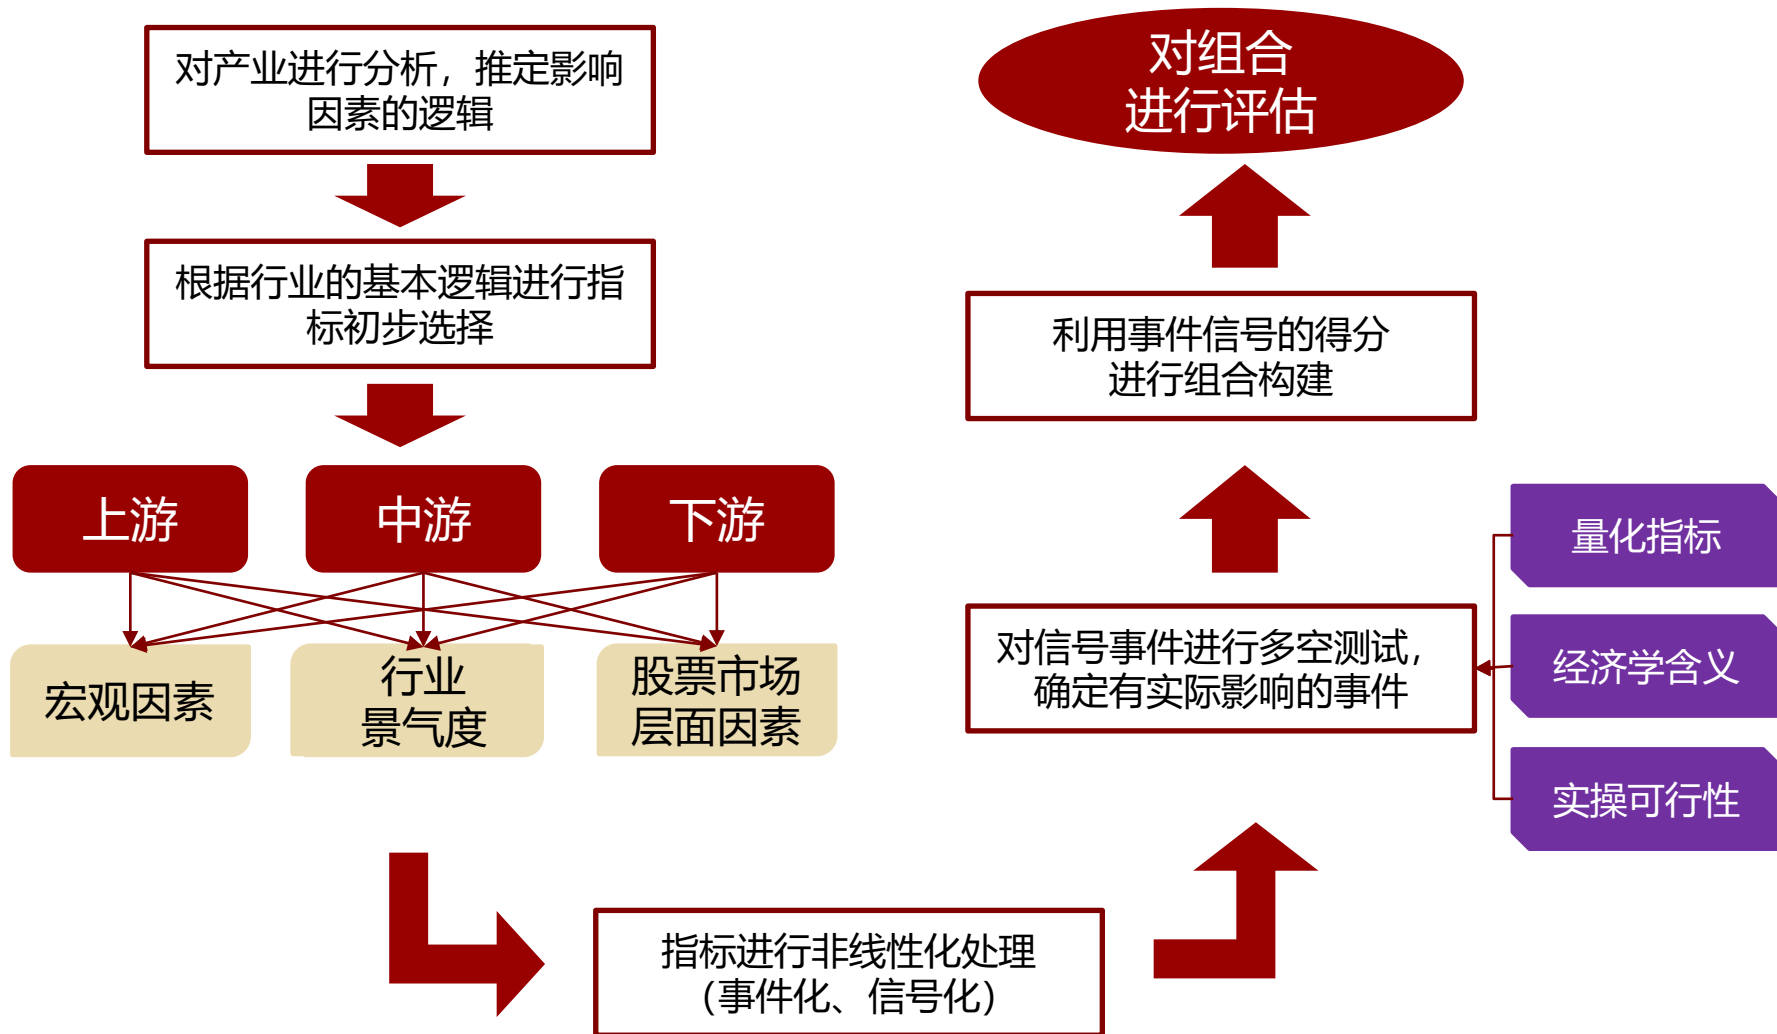 对产业进行分析，推定影响
因素的逻辑
根据行业的基本逻辑进行指
标初步选择
上游
中游
下游
宏观因素
行业
景气度
股票市场
层面因素
指标进行非线性化处理
（事件化、信号化）
对信号事件进行多空测试，
确定有实际影响的事件
量化指标
经济学含义
实操可行性
利用事件信号的得分
进行组合构建
对组合
进行评估